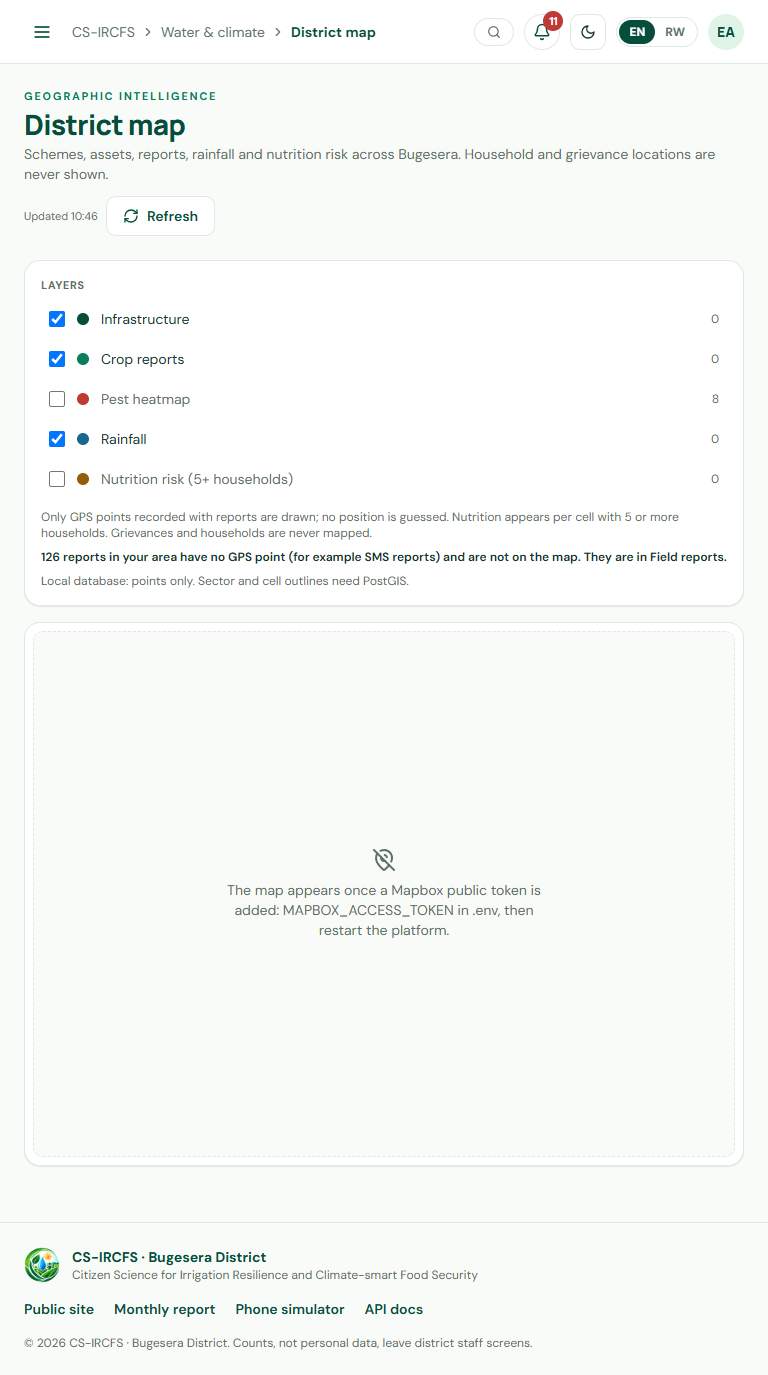 CS-IRCFS > Water & climate > District map
11
EN RW
EA
GEOGRAPHIC INTELLIGENCE
District map
Schemes, assets, reports, rainfall and nutrition risk across Bugesera. Household and grievance locations are
never shown.
Updated 10:46
Refresh
LAYERS
Infrastructure 0
Crop reports 0
Pest heatmap 8
Rainfall 0
Nutrition risk (5+ households) 0
Only GPS points recorded with reports are drawn; no position is guessed. Nutrition appears per cell with 5 or more
households. Grievances and households are never mapped.
126 reports in your area have no GPS point (for example SMS reports) and are not on the map. They are in Field reports.
Local database: points only. Sector and cell outlines need PostGIS.
The map appears once a Mapbox public token is
added: MAPBOX_ACCESS_TOKEN in .env, then
restart the platform.
CS-IRCFS · Bugesera District
Citizen Science for Irrigation Resilience and Climate-smart Food Security
Public site Monthly report Phone simulator API docs
© 2026 CS-IRCFS · Bugesera District. Counts, not personal data, leave district staff screens.